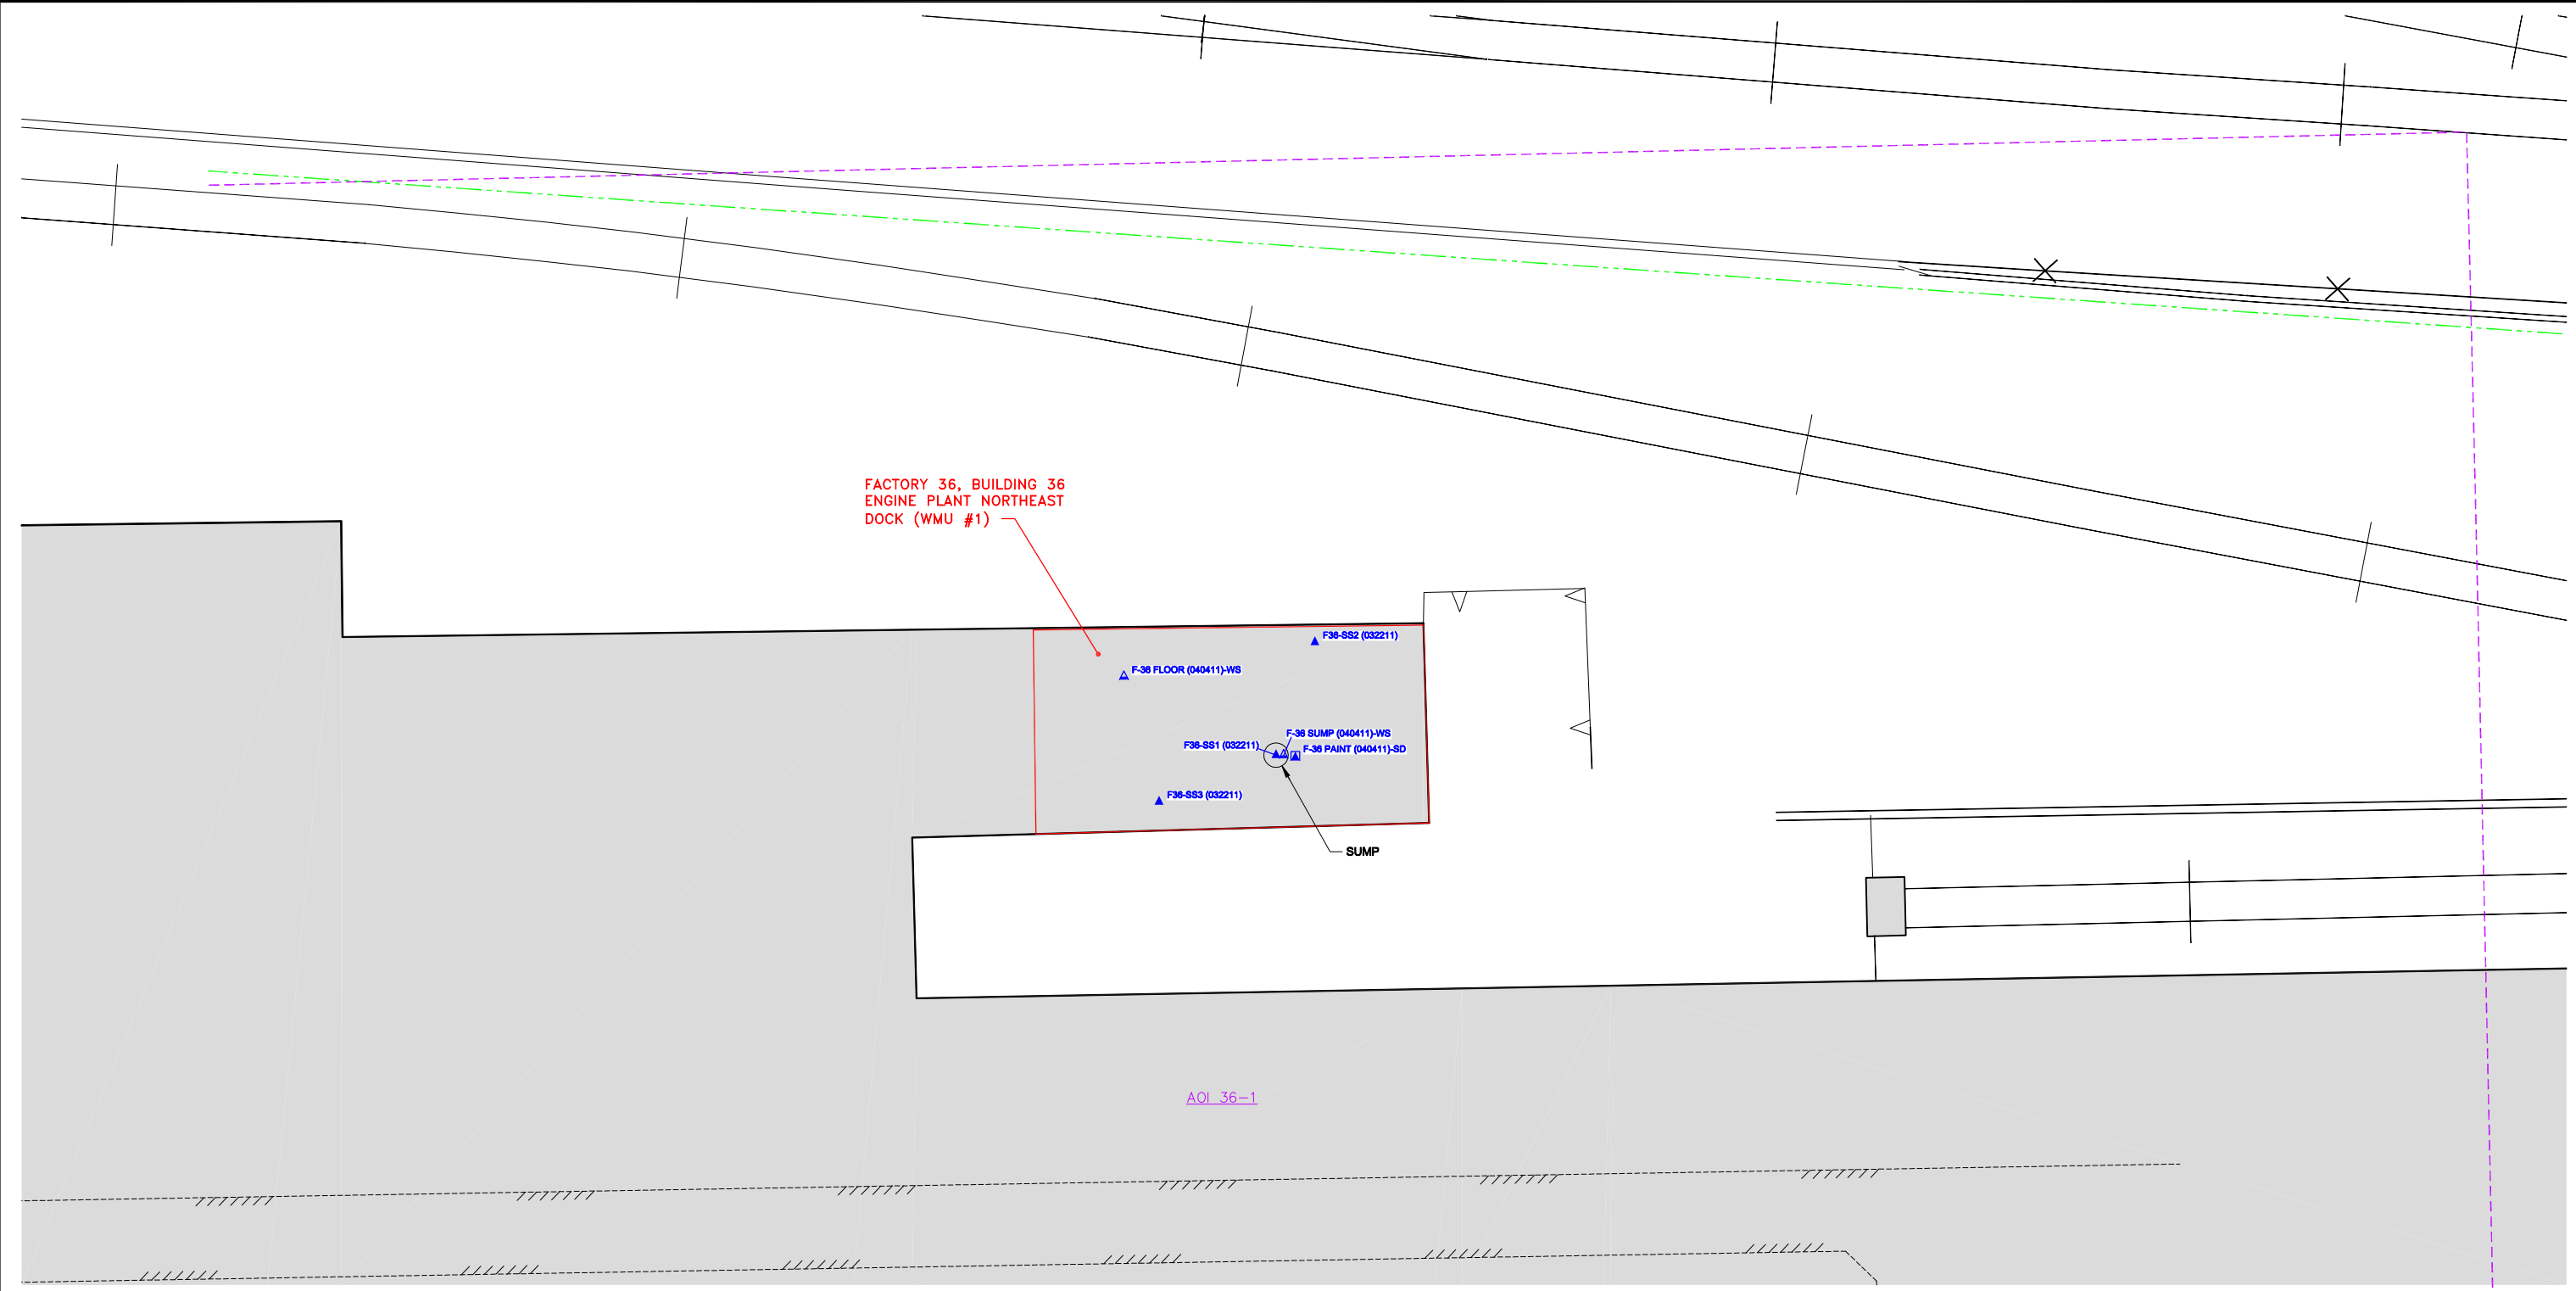 FACTORY 36, BUILDING 36
ENGINE PLANT NORTHEAST
DOCK (WMU #1)
F36-SS2 (032211)
F-36 FLOOR (040411)-WS
F-36 SUMP (040411)-WS
F36-SS1 (032211)
F-36 PAINT (040411)-SD
F36-SS3 (032211)
SUMP
AOI 36-1